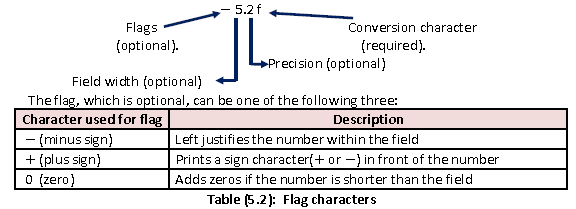 − 5.2 f
Flags (optional).
Conversion character (required).
Precision (optional)
Field width (optional)
The flag, which is optional, can be one of the following three:
Character used for flag Description
− (minus sign) Left justifies the number within the field
+ (plus sign) Prints a sign character(+ or −) in front of the number
0 (zero) Adds zeros if the number is shorter than the field
Table (5.2): Flag characters